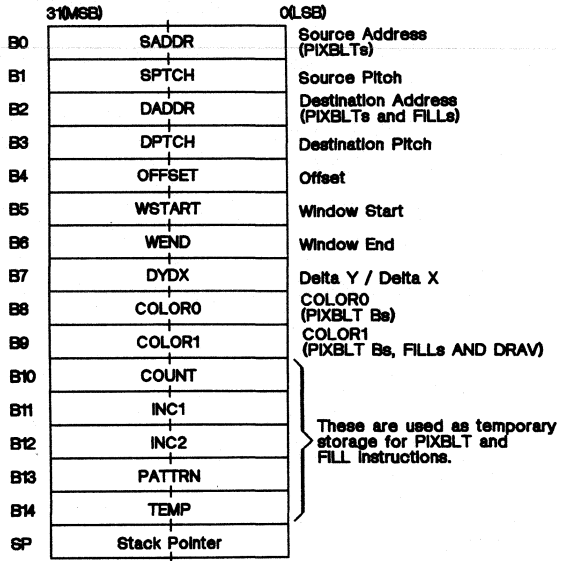 31(MSB) 0(LSB)
B0 SADDR Source Address
(PIXBLTs)
B1 SPTCH Source Pitch
B2 DADDR Destination Address
(PIXBLTs and FILLs)
B3 DPTCH Destination Pitch
B4 OFFSET Offset
B5 WSTART Window Start
B6 WEND Window End
B7 DYDX Delta Y / Delta X
B8 COLOR0 COLOR0
(PIXBLT Bs)
B9 COLOR1 COLOR1
(PIXBLT Bs, FILLs AND DRAV)
B10 COUNT
B11 INC1
B12 INC2
B13 PATTRN
B14 TEMP
These are used as temporary
storage for PIXBLT and
FILL instructions.
SP Stack Pointer